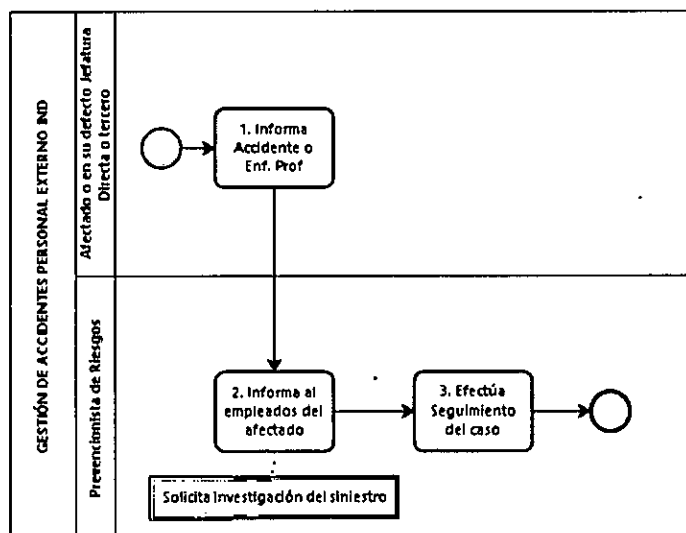 GESTIÓN DE ACCIDENTES PERSONAL EXTERNO IND
Afectado o en su defecto Jefatura
Directa o tercero
1. Informa
Accidente o
Enf. Prof
Prevencionista de Riesgos
2. Informa al
empleados del
afectado
3. Efectúa
Seguimiento
del caso
Solicita Investigación del siniestro